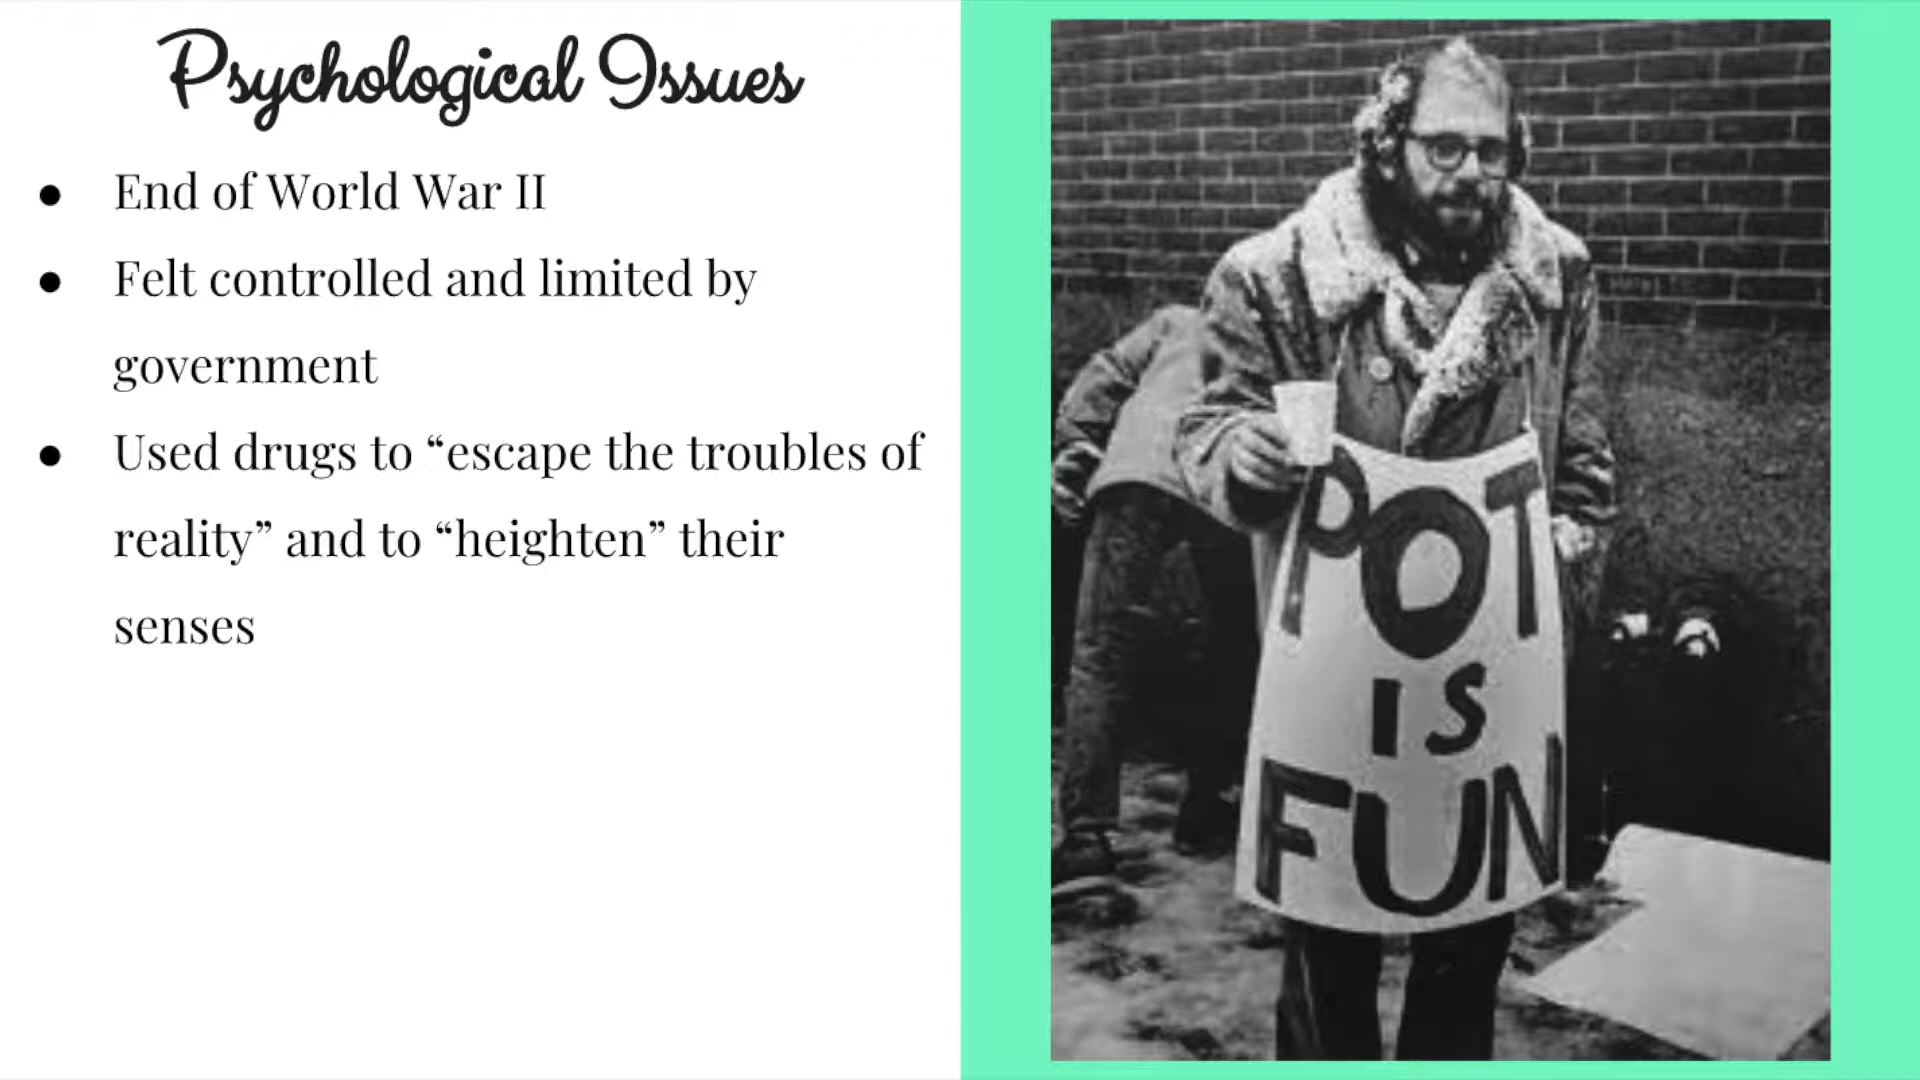 Psychological Issues
● End of World War II
● Felt controlled and limited by
government
● Used drugs to “escape the troubles of
reality” and to “heighten” their
senses
POT
IS
FUN